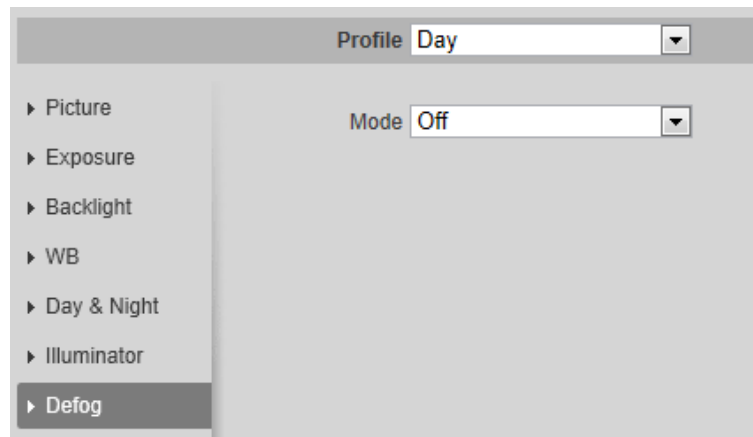 Profile Day
Mode Off
Picture
Exposure
Backlight
WB
Day & Night
Illuminator
Defog